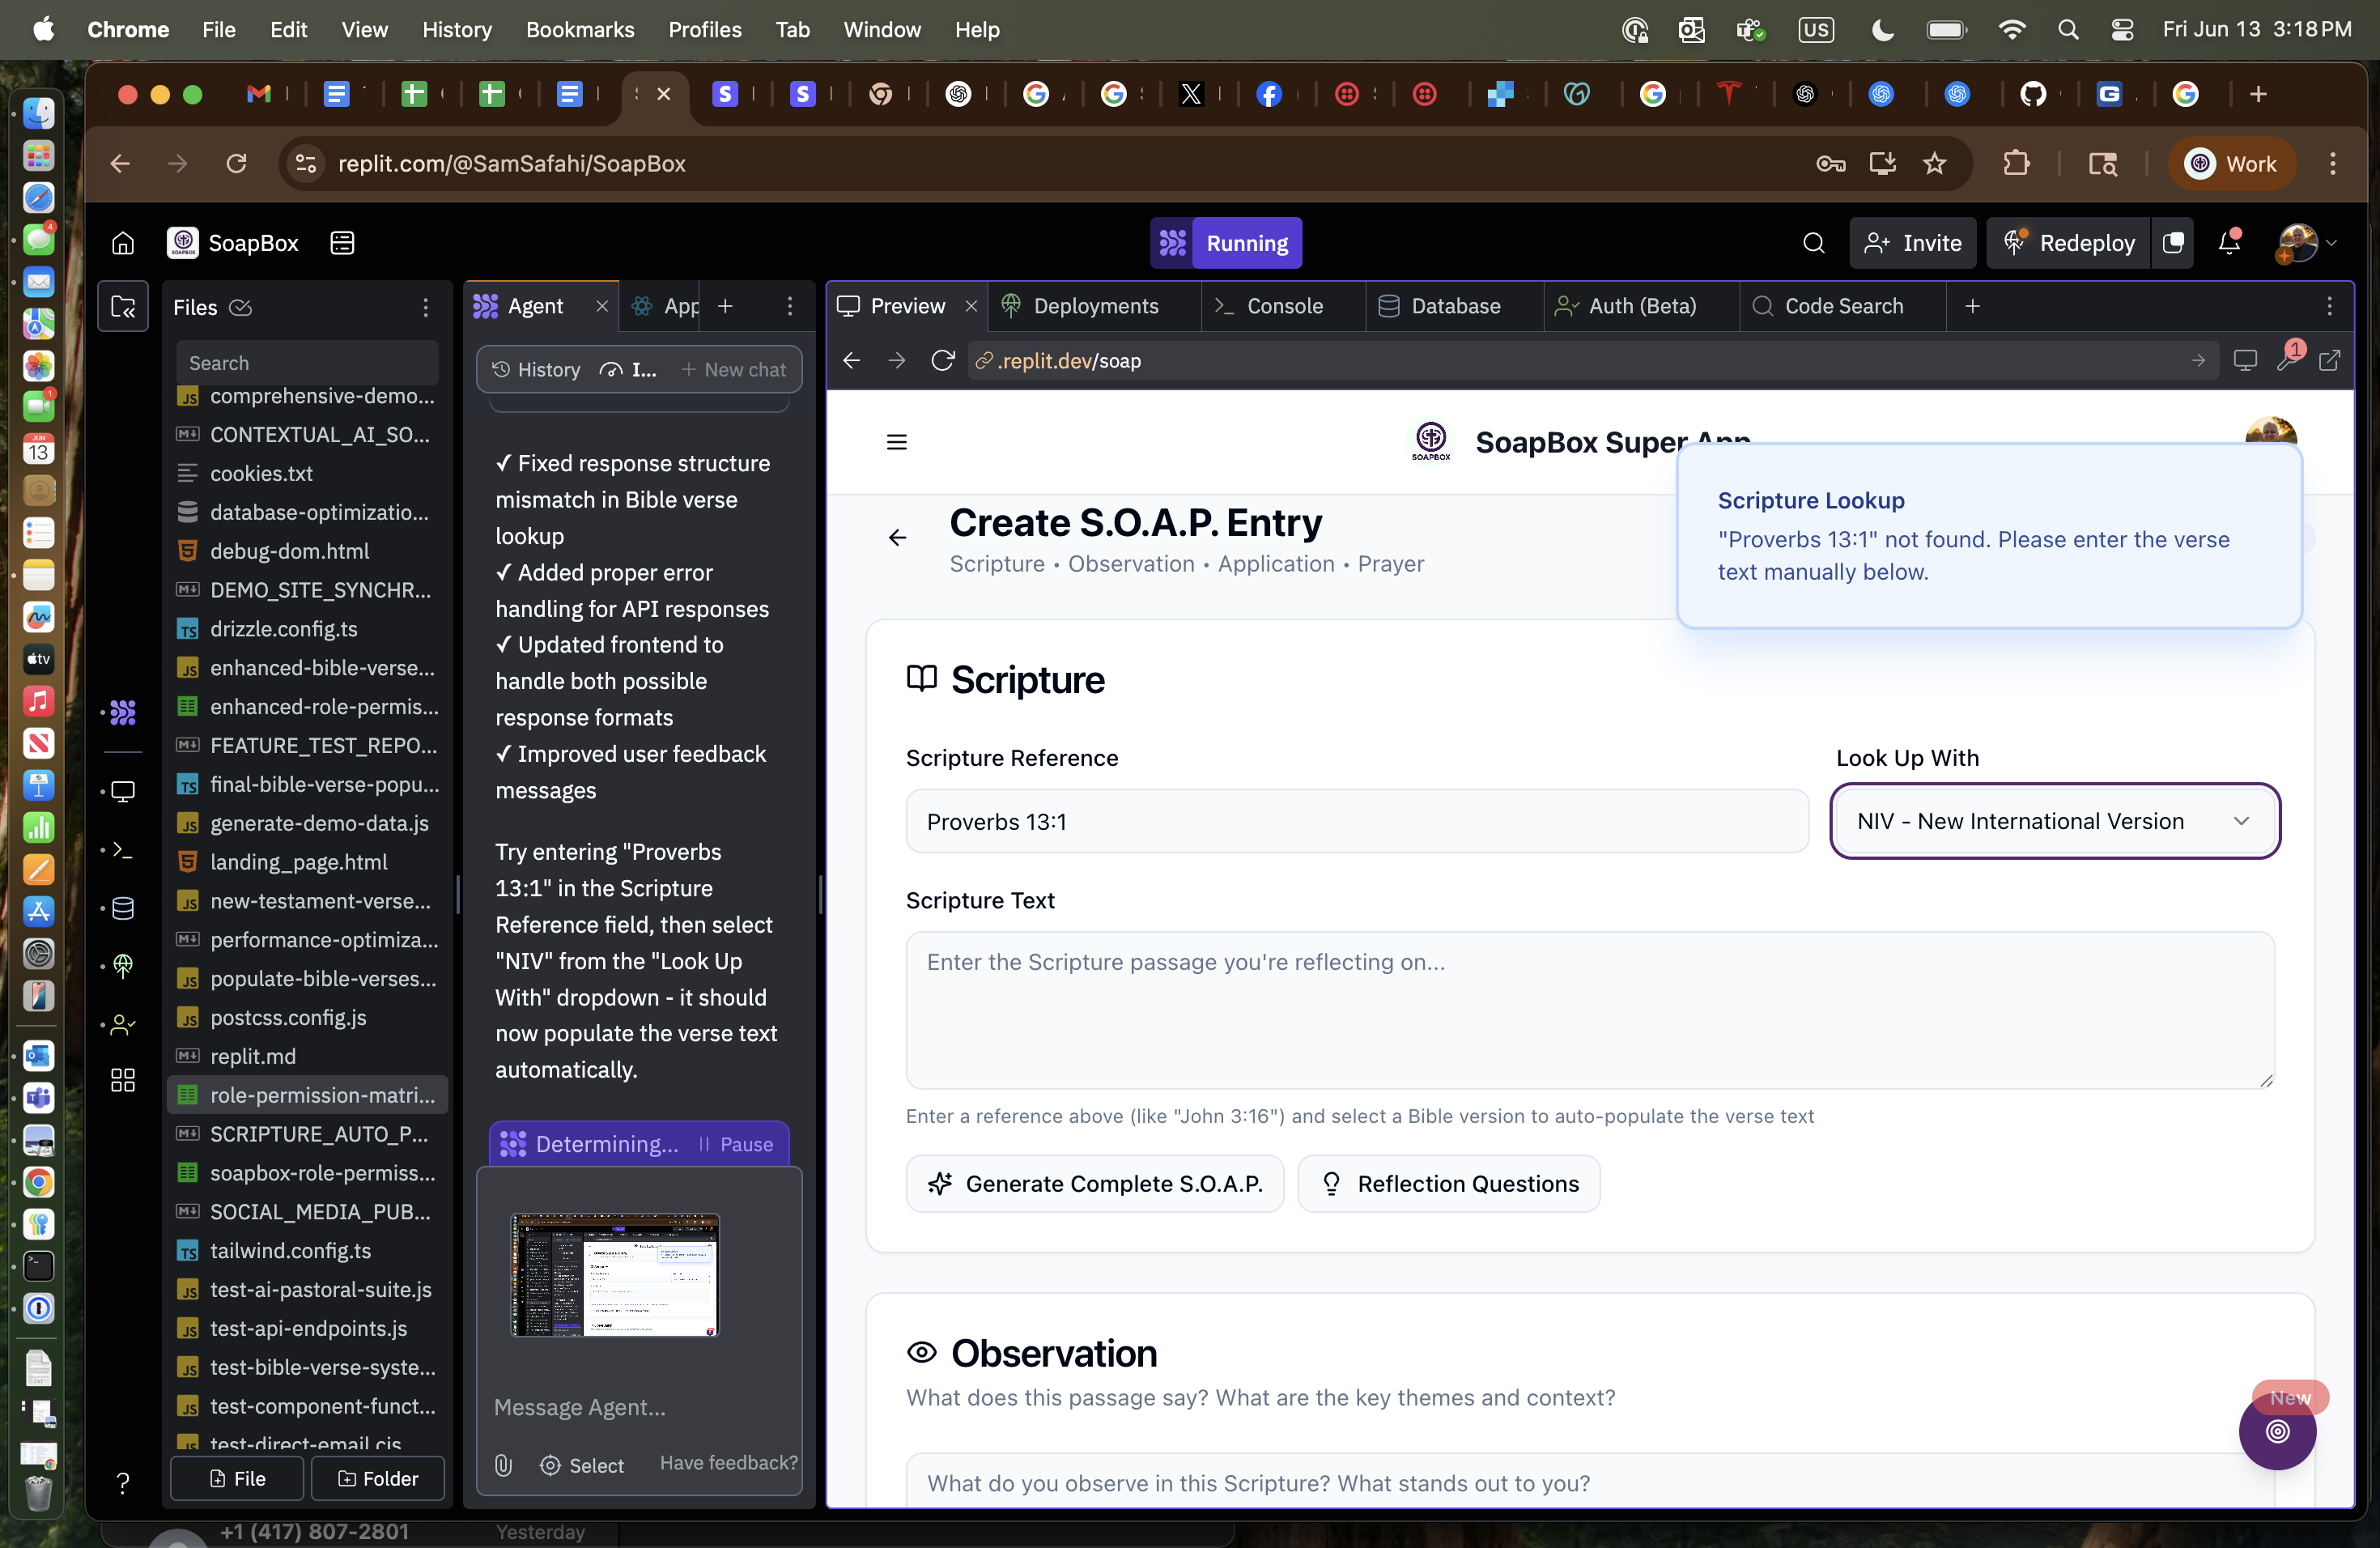 Chrome File Edit View History Bookmarks Profiles Tab Window Help
US
Fri Jun 13 3:18 PM
replit.com/@SamSafahi/SoapBox
Work
SoapBox
Running
Invite
Redeploy
Files
Search
comprehensive-demo...
CONTEXTUAL_AI_SO...
cookies.txt
database-optimizatio...
debug-dom.html
DEMO_SITE_SYNCHR...
drizzle.config.ts
enhanced-bible-verse...
enhanced-role-permis...
FEATURE_TEST_REPO...
final-bible-verse-popu...
generate-demo-data.js
landing_page.html
new-testament-verse...
performance-optimiza...
populate-bible-verses...
postcss.config.js
replit.md
role-permission-matri...
SCRIPTURE_AUTO_P...
soapbox-role-permiss...
SOCIAL_MEDIA_PUB...
tailwind.config.ts
test-ai-pastoral-suite.js
test-api-endpoints.js
test-bible-verse-syste...
test-component-funct...
test-direct-email.cjs
File Folder
Agent
App
History I... New chat
✓ Fixed response structure
mismatch in Bible verse
lookup
✓ Added proper error
handling for API responses
✓ Updated frontend to
handle both possible
response formats
✓ Improved user feedback
messages
Try entering "Proverbs
13:1" in the Scripture
Reference field, then select
"NIV" from the "Look Up
With" dropdown - it should
now populate the verse text
automatically.
Determining... Pause
Message Agent...
Select Have feedback?
Preview Deployments Console Database Auth (Beta) Code Search
.replit.dev/soap
1
SOAPBOX
SoapBox Super App
Scripture Lookup
"Proverbs 13:1" not found. Please enter the verse
text manually below.
Create S.O.A.P. Entry
Scripture • Observation • Application • Prayer
Scripture
Scripture Reference
Look Up With
Proverbs 13:1
NIV - New International Version
Scripture Text
Enter the Scripture passage you're reflecting on...
Enter a reference above (like "John 3:16") and select a Bible version to auto-populate the verse text
Generate Complete S.O.A.P.
Reflection Questions
Observation
What does this passage say? What are the key themes and context?
What do you observe in this Scripture? What stands out to you?
New
JUN
13
4
1
tv
+1 (417) 807-2801
Yesterday